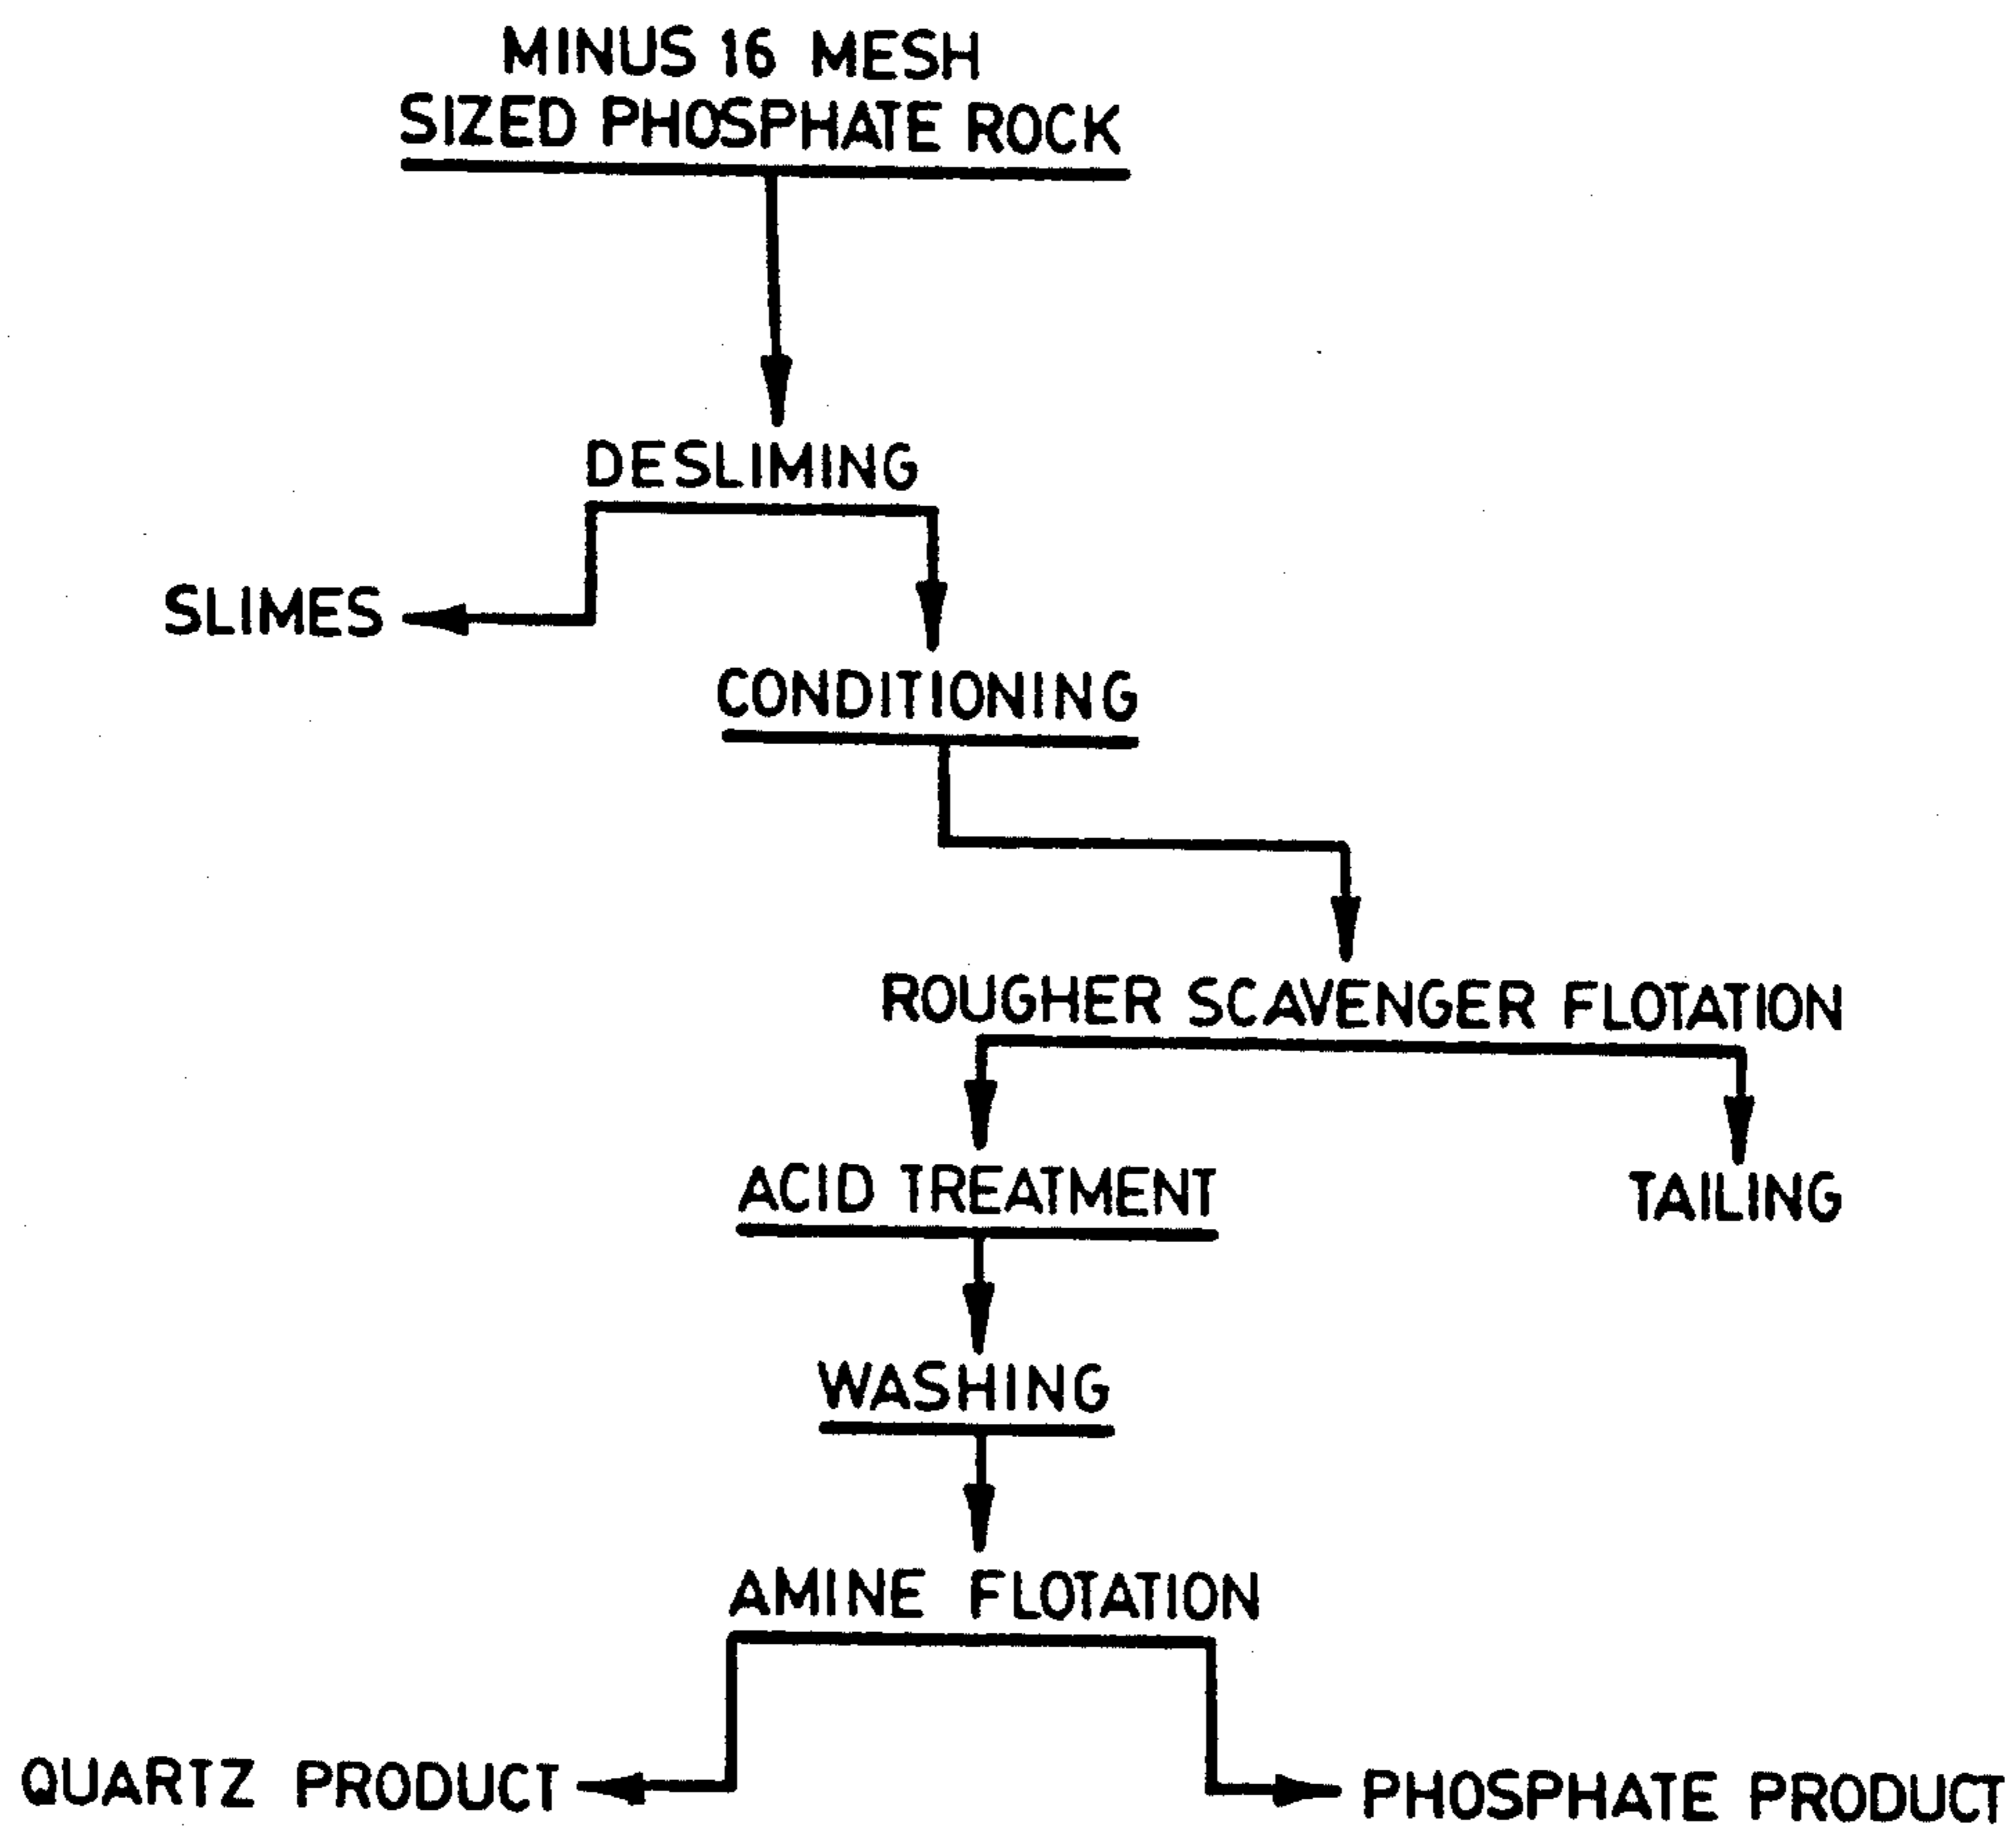 MINUS 16 MESH
SIZED PHOSPHATE ROCK
DESLIMING
SLIMES
CONDITIONING
ROUGHER SCAVENGER FLOTATION
ACID TREATMENT
TAILING
WASHING
AMINE FLOTATION
QUARTZ PRODUCT
PHOSPHATE PRODUCT